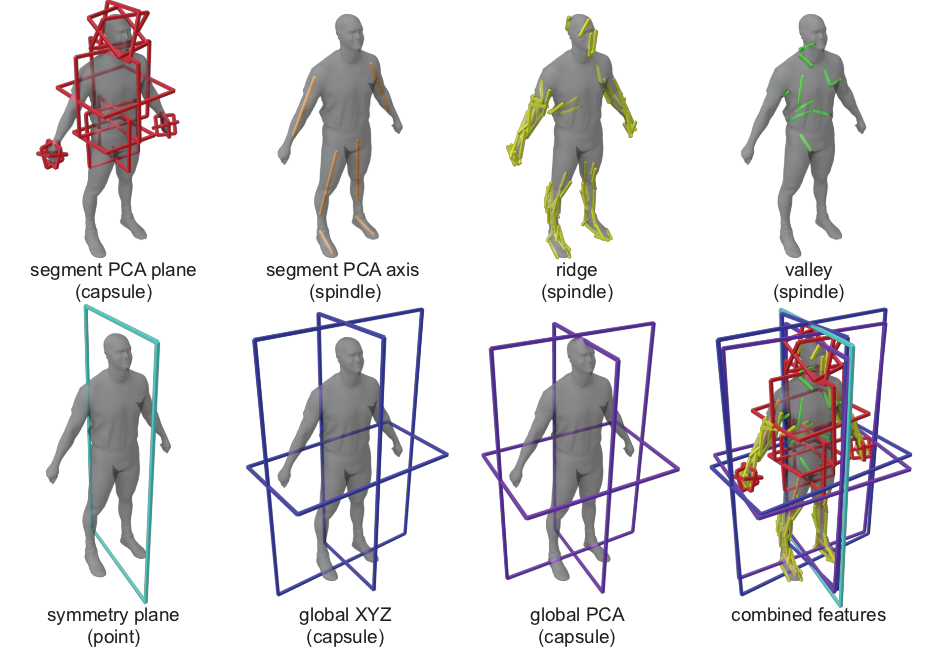 segment PCA plane
(capsule)
segment PCA axis
(spindle)
ridge
(spindle)
valley
(spindle)
symmetry plane
(point)
global XYZ
(capsule)
global PCA
(capsule)
combined features